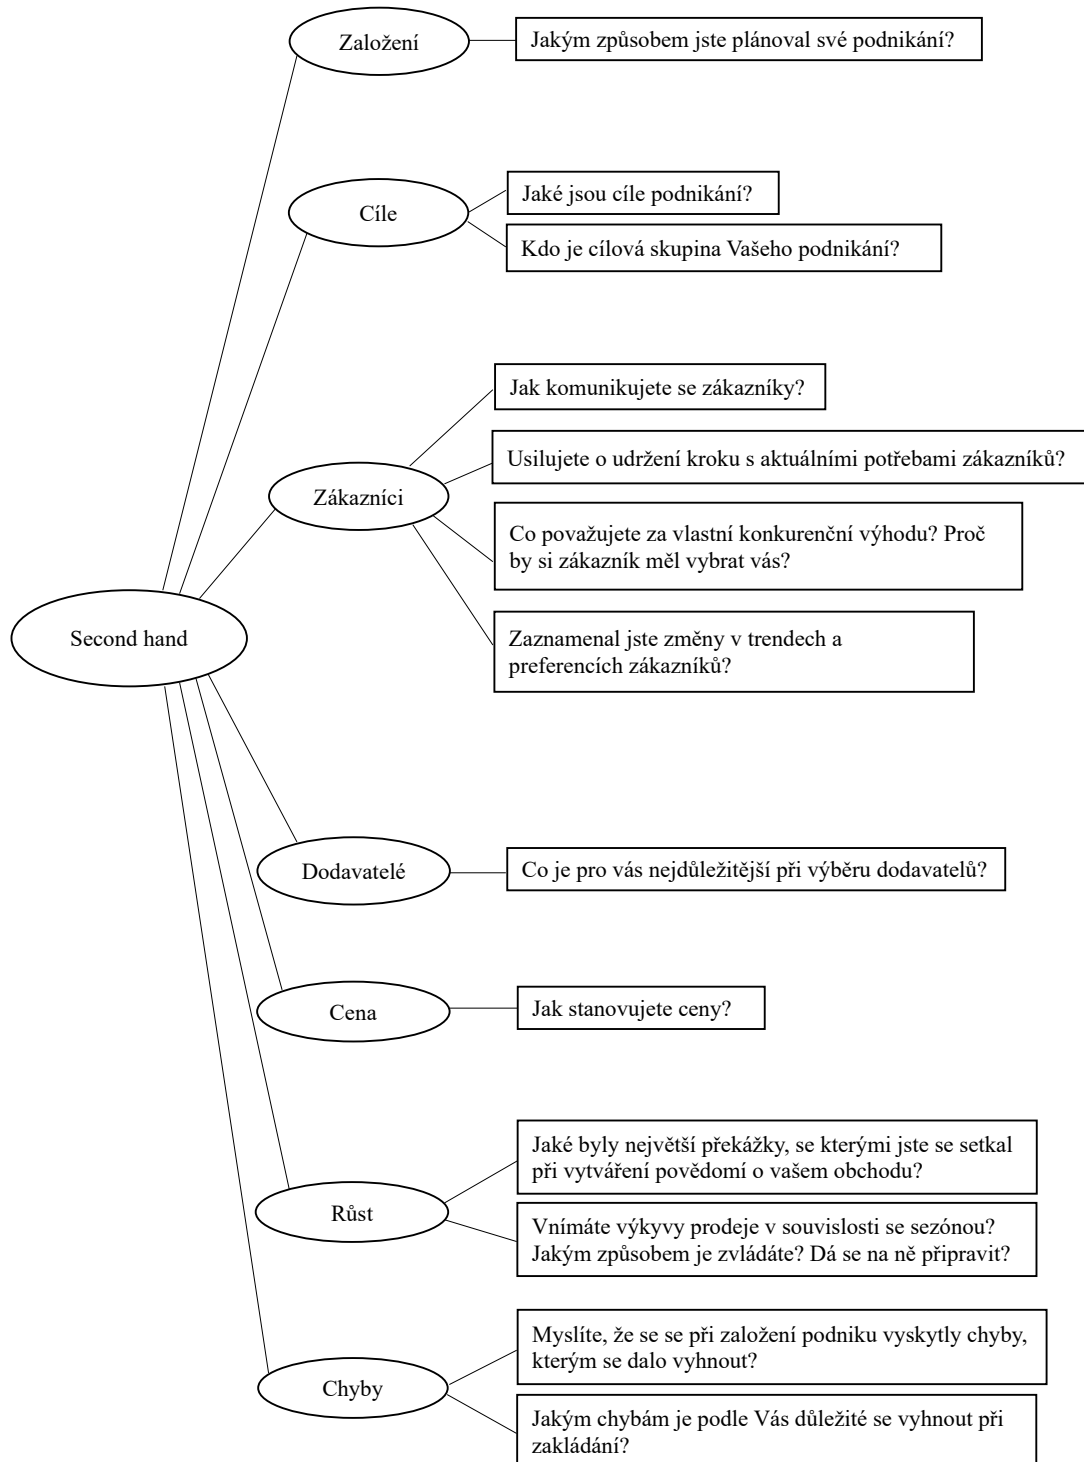 Založení
Jakým způsobem jste plánoval své podnikání?
Cíle
Jaké jsou cíle podnikání?
Kdo je cílová skupina Vašeho podnikání?
Jak komunikujete se zákazníky?
Usilujete o udržení kroku s aktuálními potřebami zákazníků?
Zákazníci
Co považujete za vlastní konkurenční výhodu? Proč
by si zákazník měl vybrat vás?
Zaznamenal jste změny v trendech a
preferencích zákazníků?
Second hand
Dodavatelé
Co je pro vás nejdůležitější při výběru dodavatelů?
Cena
Jak stanovujete ceny?
Jaké byly největší překážky, se kterými jste se setkal
při vytváření povědomí o vašem obchodu?
Růst
Vnímáte výkyvy prodeje v souvislosti se sezónou?
Jakým způsobem je zvládáte? Dá se na ně připravit?
Myslíte, že se se při založení podniku vyskytly chyby,
kterým se dalo vyhnout?
Chyby
Jakým chybám je podle Vás důležité se vyhnout při
zakládání?